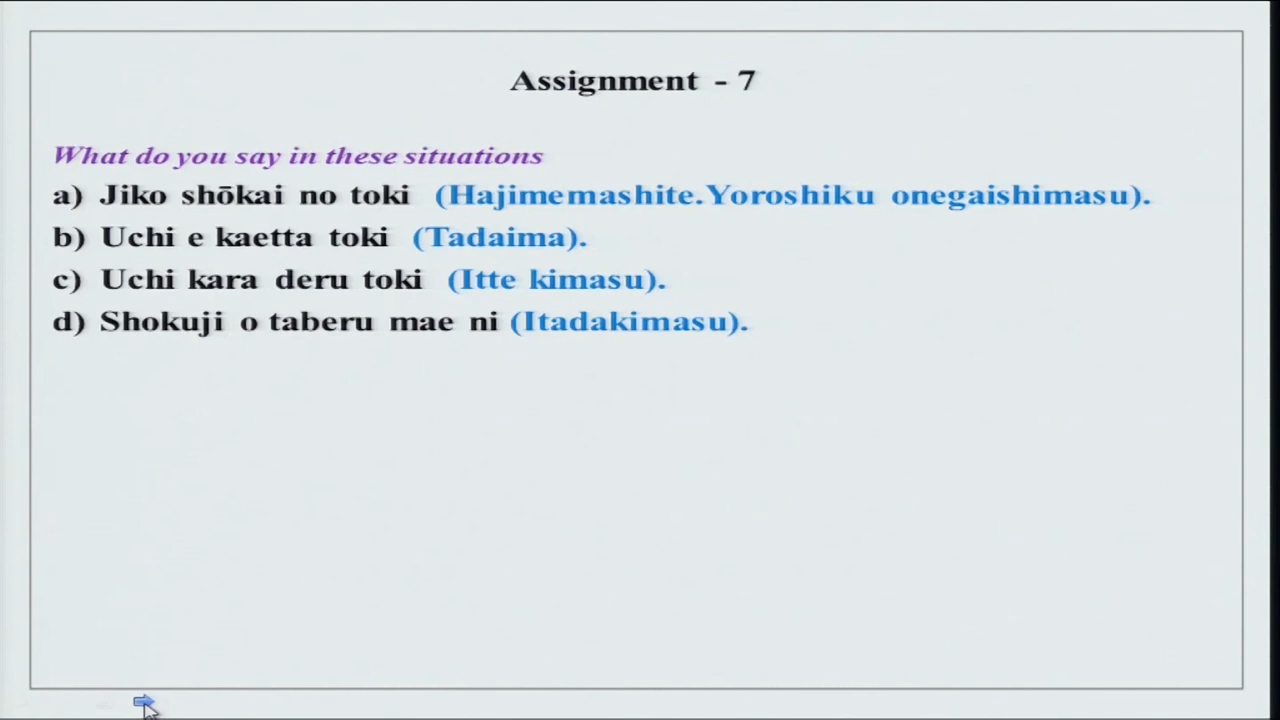 Assignment - 7
What do you say in these situations
a) Jiko shōkai no toki (Hajimemashite.Yoroshiku onegaishimasu).
b) Uchi e kaetta toki (Tadaima).
c) Uchi kara deru toki (Itte kimasu).
d) Shokuji o taberu mae ni (Itadakimasu).